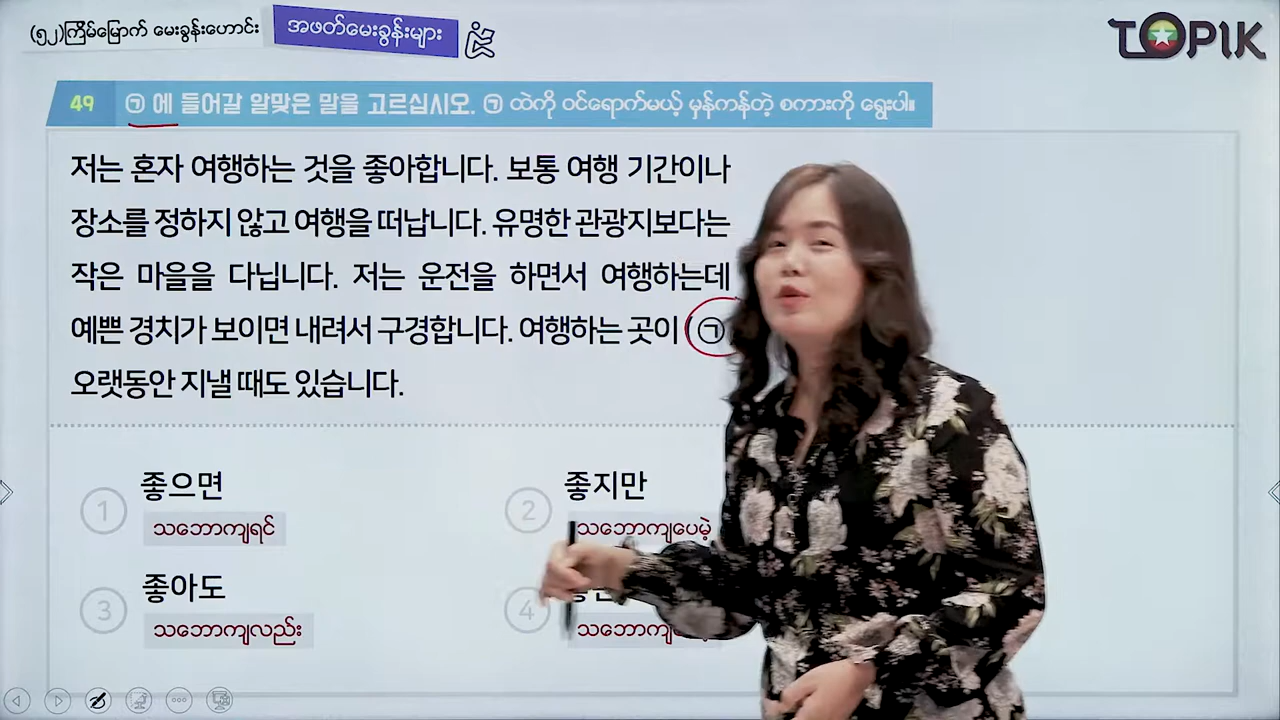 (၅၂)ကြိမ်မြောက် မေးခွန်းဟောင်း
အဖတ်မေးခွန်းများ
TOPIK
49 ㉠ 에 들어갈 알맞은 말을 고르십시오. ㉠ ထဲကို ဝင်ရောက်မယ့် မှန်ကန်တဲ့ စကားကို ရွေးပါ။
저는 혼자 여행하는 것을 좋아합니다. 보통 여행 기간이나
장소를 정하지 않고 여행을 떠납니다. 유명한 관광지보다는
작은 마을을 다닙니다. 저는 운전을 하면서 여행하는데
예쁜 경치가 보이면 내려서 구경합니다. 여행하는 곳이 (㉠
오랫동안 지낼 때도 있습니다.
1 좋으면
သဘောကျရင်
2 좋지만
သဘောကျပေမဲ့
3 좋아도
သဘောကျလည်း
4